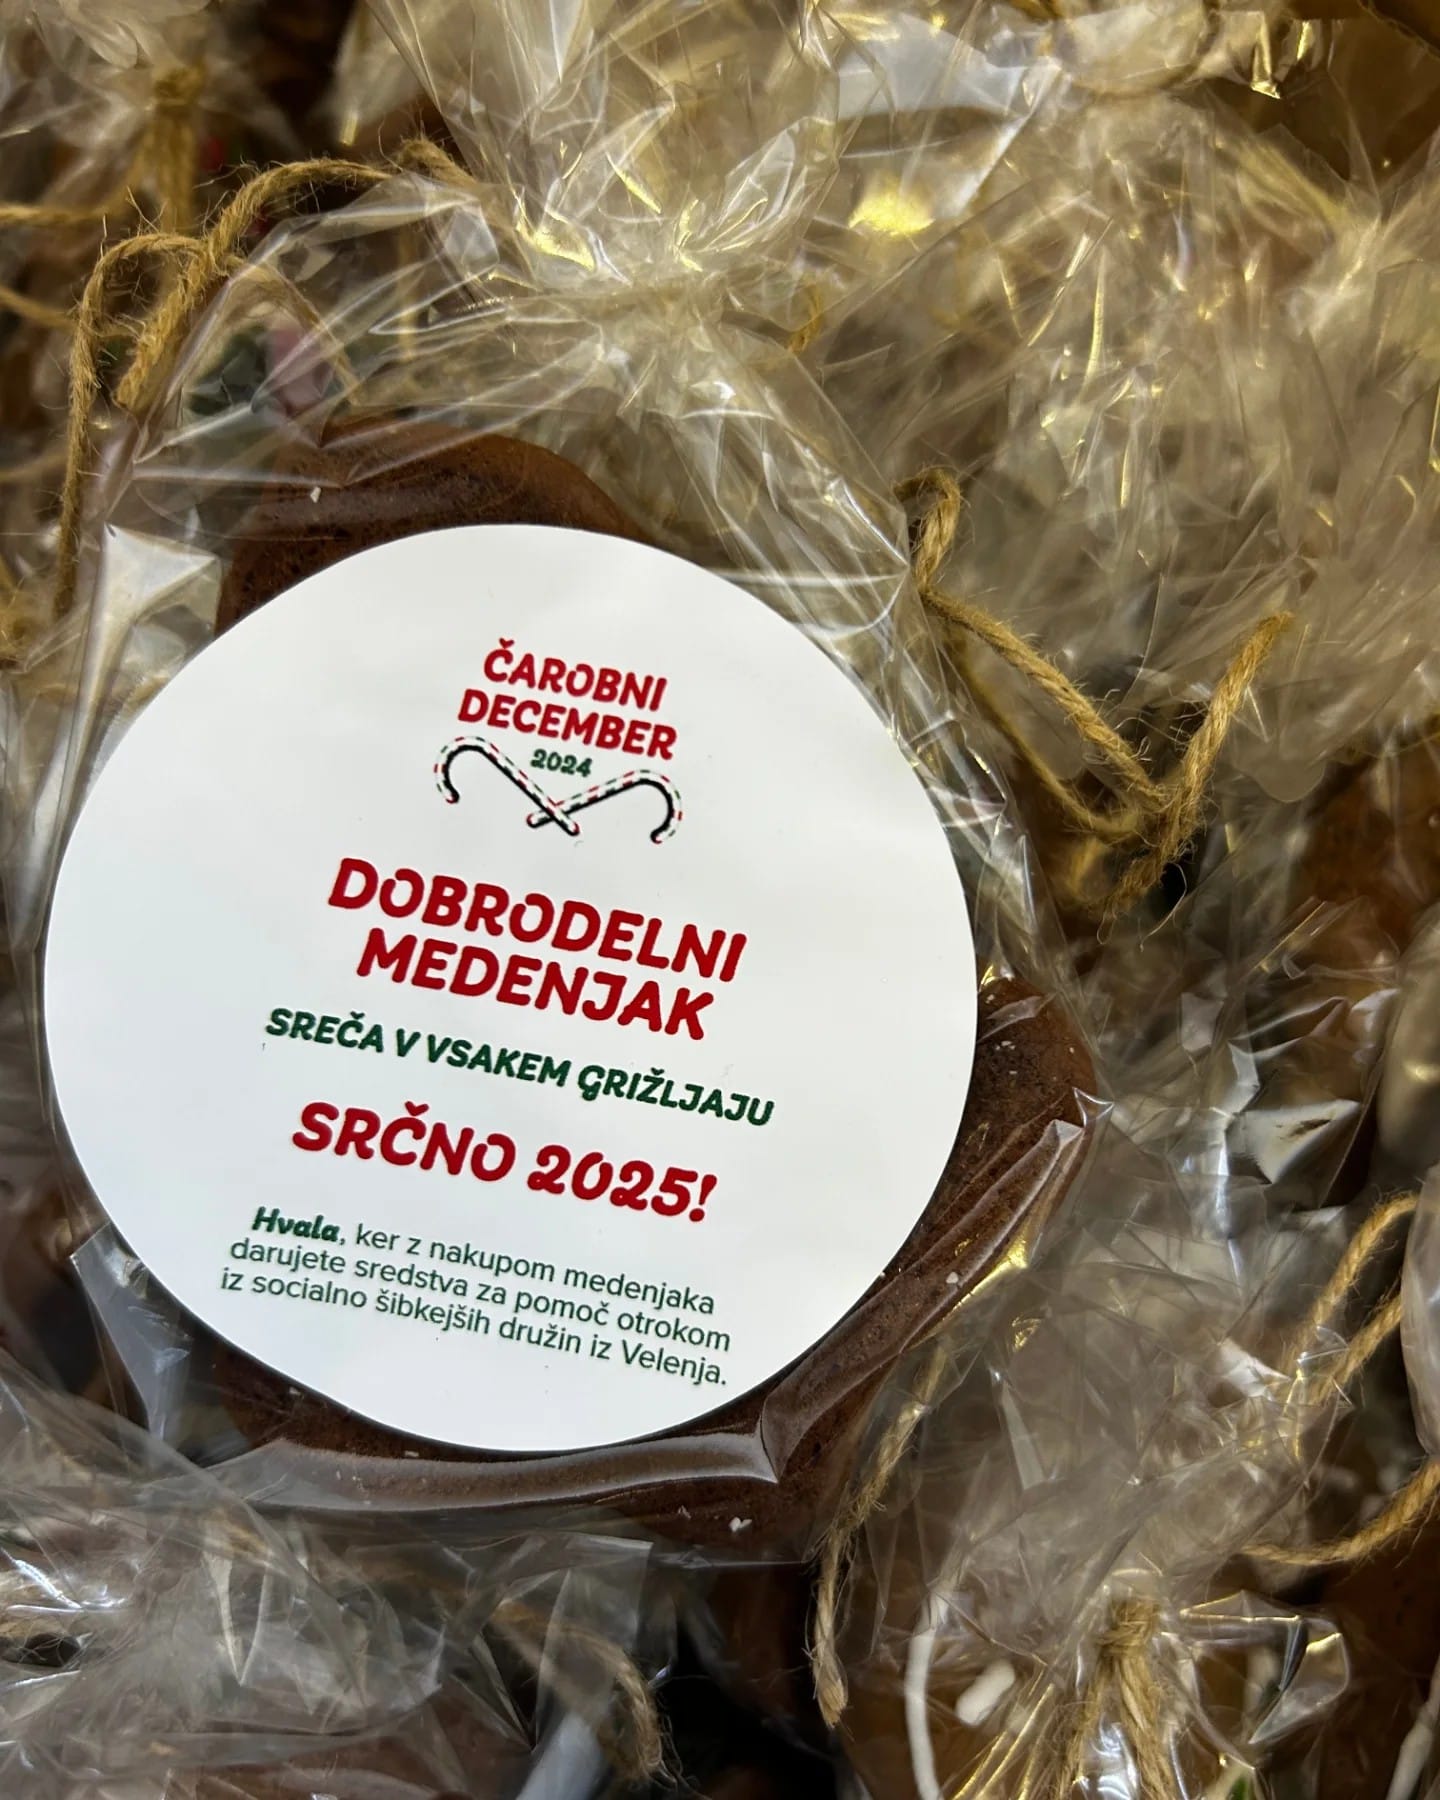 ČAROBNI
DECEMBER
2024
DOBRODELNI
MEDENJAK
SREČA V VSAKEM GRIŽLJAJU
SRČNO 2025!
Hvala, ker z nakupom medenjaka
darujete sredstva za pomoč otrokom
iz socialno šibkejših družin iz Velenja.